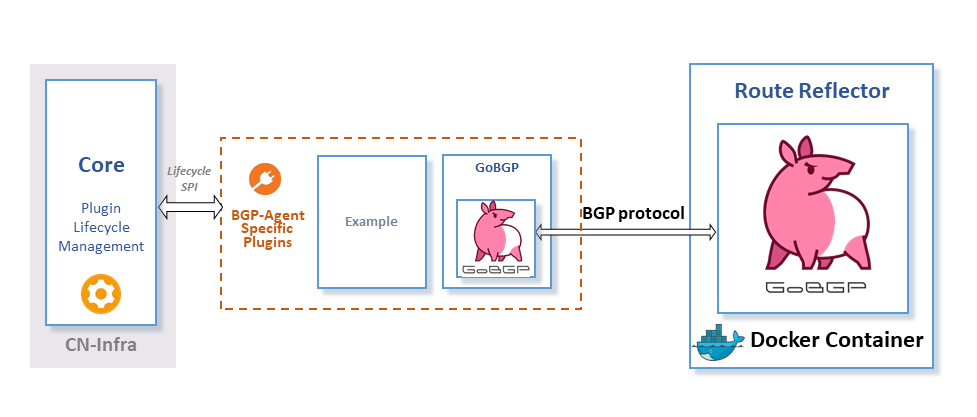 Core
Plugin
Lifecycle
Management
CN-Infra
Lifecycle
SPI
BGP-Agent
Specific
Plugins
Example
GoBGP
GoBGP
BGP protocol
Route Reflector
GoBGP
Docker Container